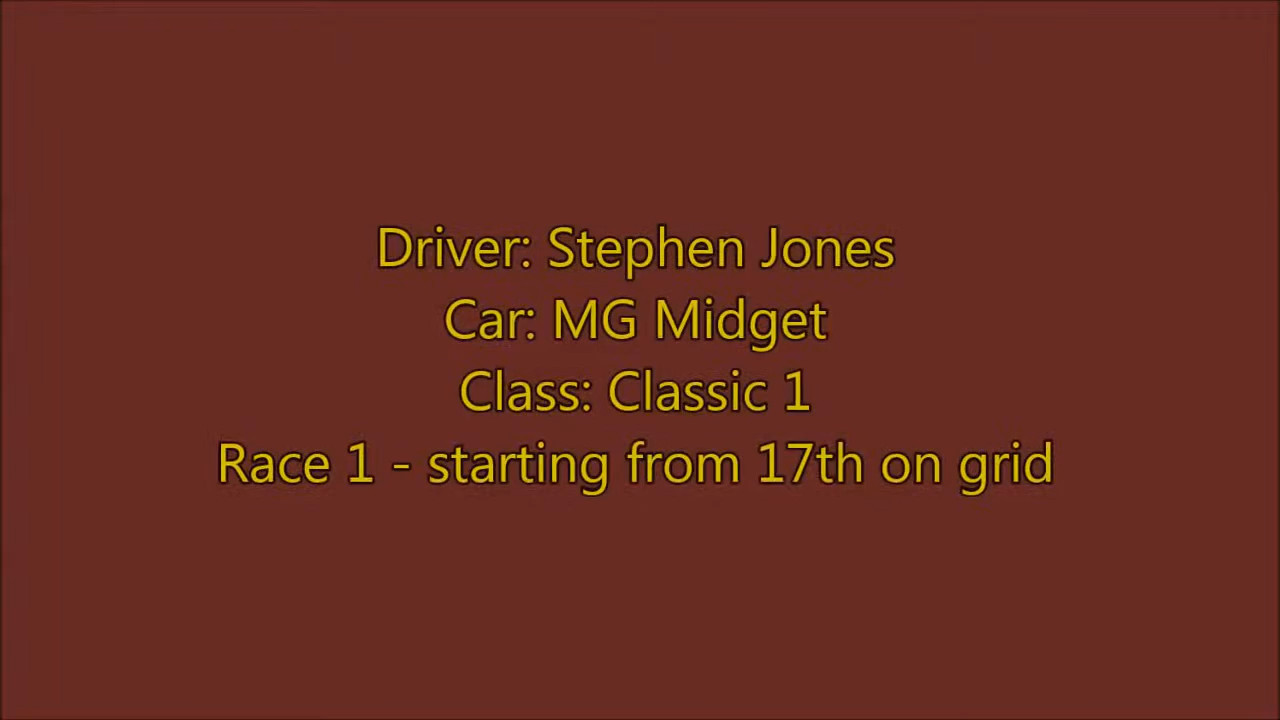 Driver: Stephen Jones
Car: MG Midget
Class: Classic 1
Race 1 - starting from 17th on grid